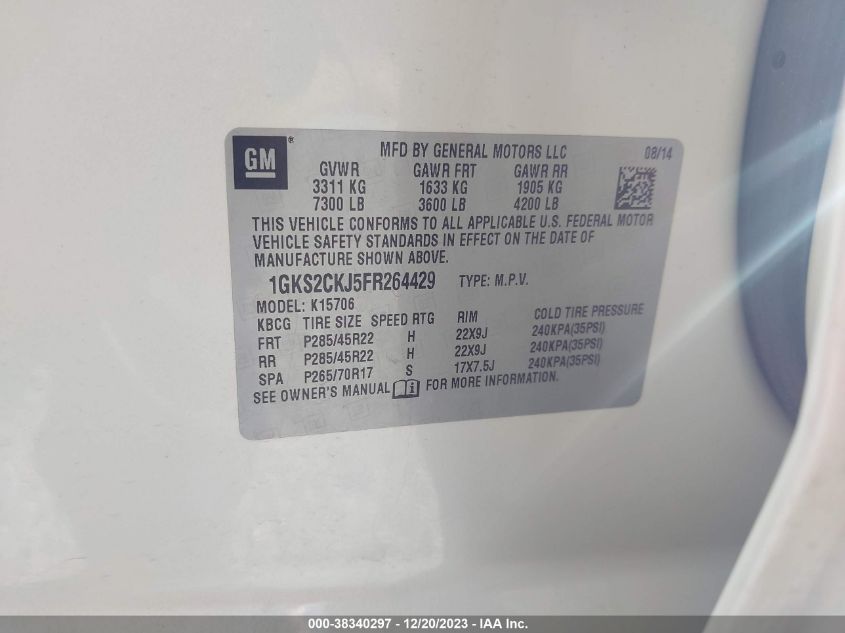 GM ®
MFD BY GENERAL MOTORS LLC 08/14
GVWR GAWR FRT GAWR RR
3311 KG 1633 KG 1905 KG
7300 LB 3600 LB 4200 LB
THIS VEHICLE CONFORMS TO ALL APPLICABLE U.S. FEDERAL MOTOR
VEHICLE SAFETY STANDARDS IN EFFECT ON THE DATE OF
MANUFACTURE SHOWN ABOVE.
1GKS2CKJ5FR264429 TYPE: M.P.V.
MODEL: K15706
KBCG TIRE SIZE SPEED RTG RIM COLD TIRE PRESSURE
FRT P285/45R22 H 22X9J 240KPA(35PSI)
RR P285/45R22 H 22X9J 240KPA(35PSI)
SPA P265/70R17 S 17X7.5J 240KPA(35PSI)
SEE OWNER'S MANUAL FOR MORE INFORMATION.
000-38340297 - 12/20/2023 - IAA Inc.